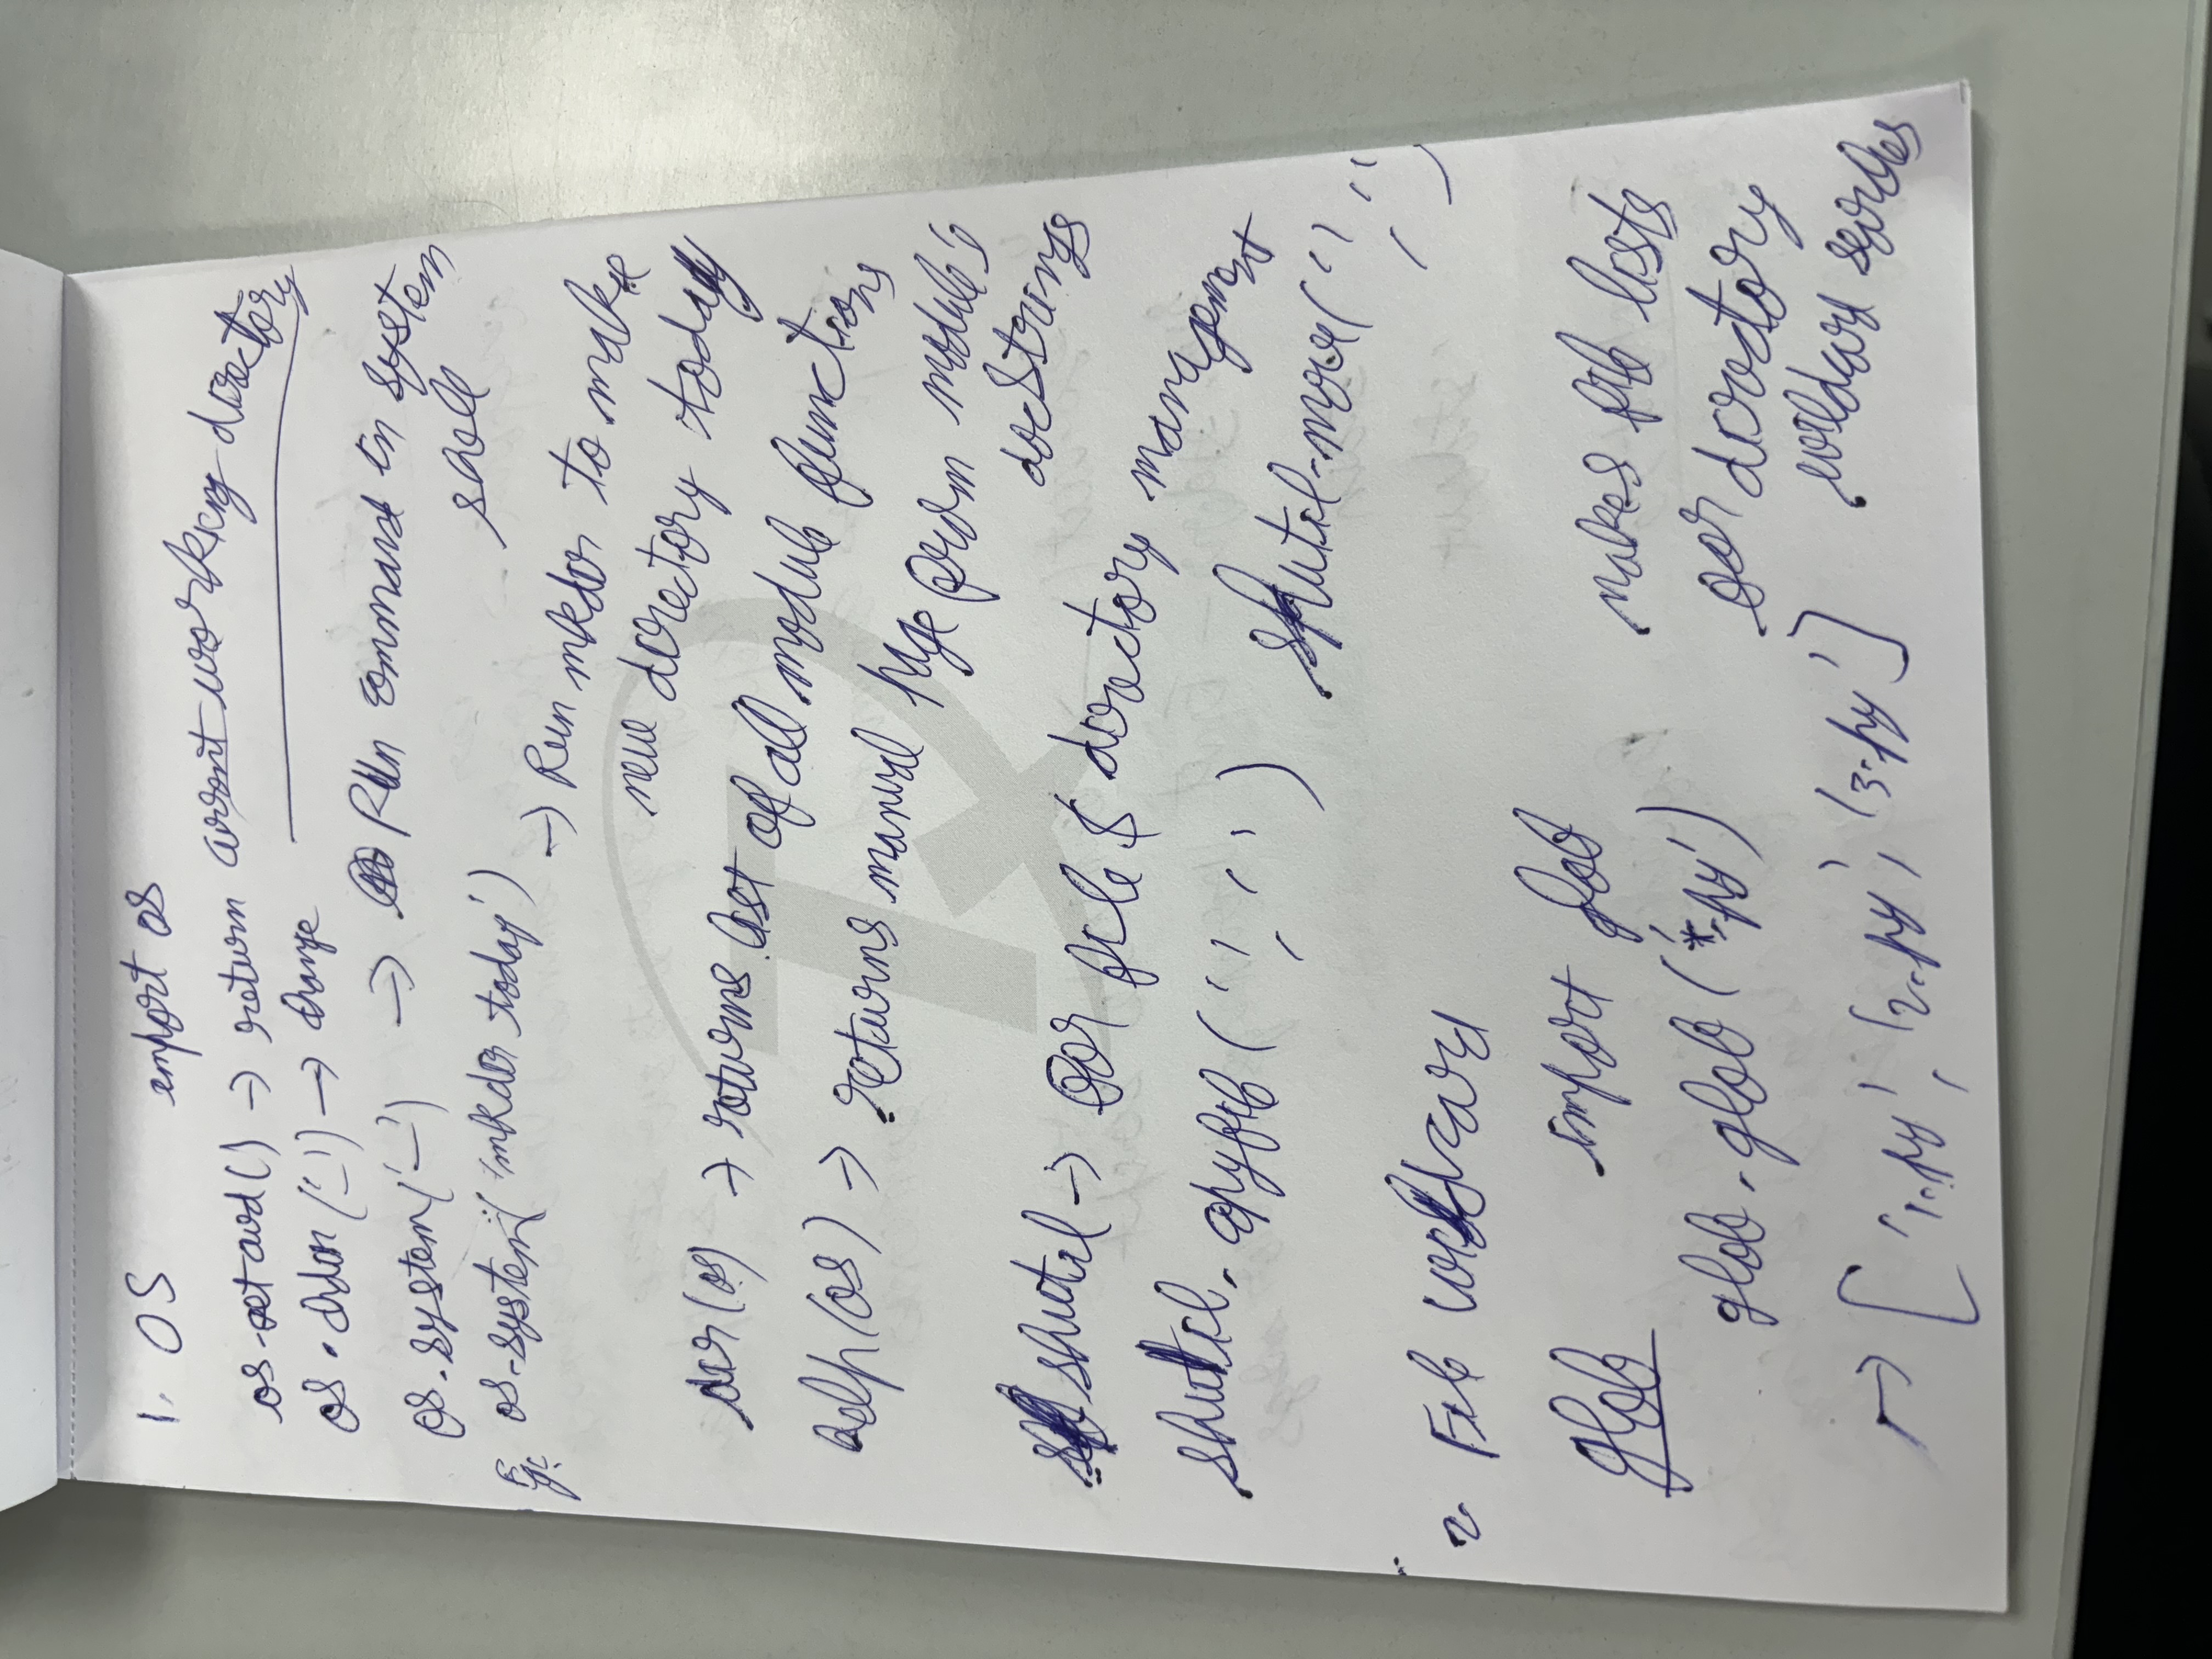 1. OS import os
os.getcwd() → return current working directory
os.chdir('_') → change
os.system('_') → Run command in system
shell
Eg: os.system('mkdir today')
→ Run mkdir to make
new directory today
dir(os) → returns list of all module functions
help(os) → returns manual page from module's
docstrings
shutil → for file & directory management
shutil.copyfile(' ', ' ') shutil.move(' ', ' ')
2. File wildcard
glob import glob
makes file lists
glob.glob('*.py')
for directory
wildcard searches
→ ['1.py', '2.py', '3.py']